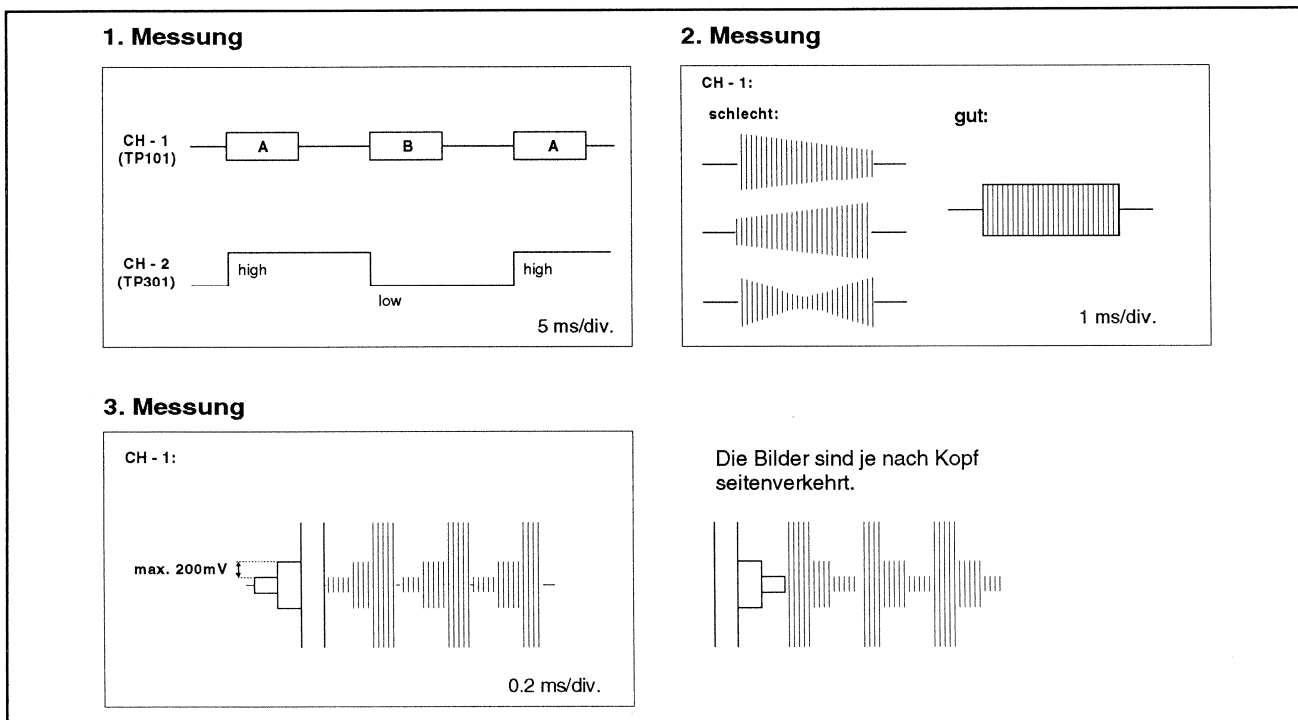 1. Messung
CH - 1
(TP101)
A
B
A
CH - 2
(TP301)
high
low
high
5 ms/div.
2. Messung
CH - 1:
schlecht:
gut:
1 ms/div.
3. Messung
CH - 1:
max. 200mV
0.2 ms/div.
Die Bilder sind je nach Kopf
seitenverkehrt.